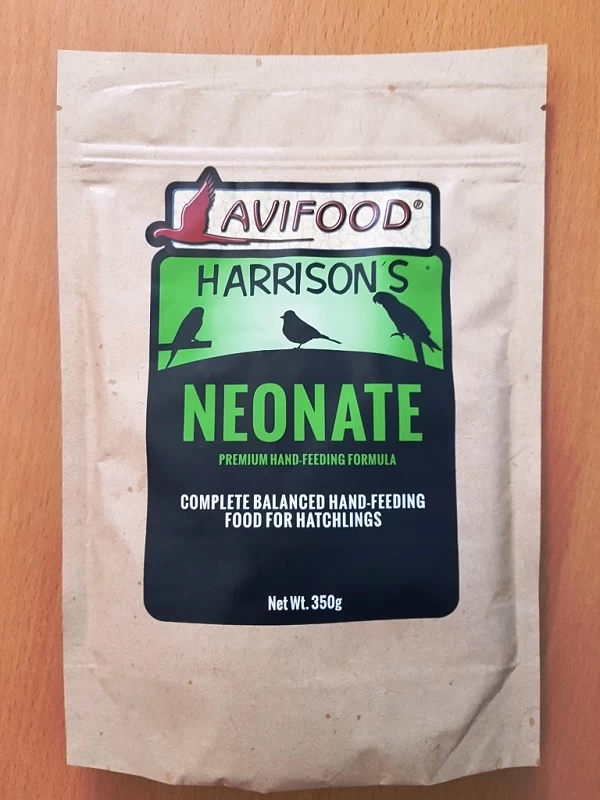 AVIFOOD®
HARRISON'S
NEONATE
PREMIUM HAND-FEEDING FORMULA
COMPLETE BALANCED HAND-FEEDING
FOOD FOR HATCHLINGS
Net Wt. 350g